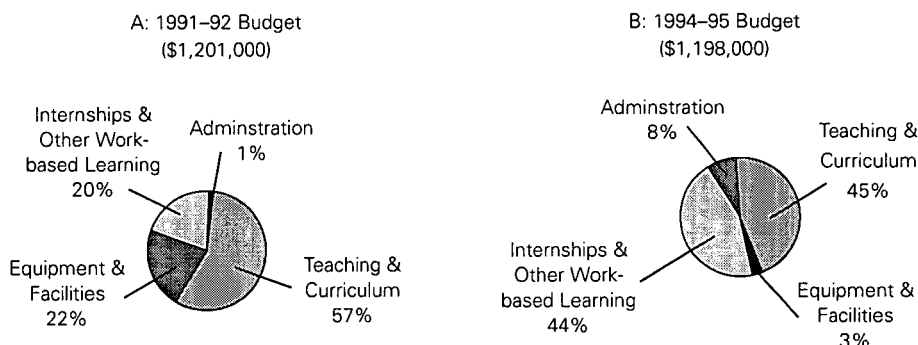 A: 1991–92 Budget
($1,201,000)
Internships &
Other Work-
based Learning
20%
Adminstration
1%
Equipment &
Facilities
22%
Teaching &
Curriculum
57%
B: 1994–95 Budget
($1,198,000)
Adminstration
8%
Teaching &
Curriculum
45%
Internships &
Other Work-
based Learning
44%
Equipment &
Facilities
3%